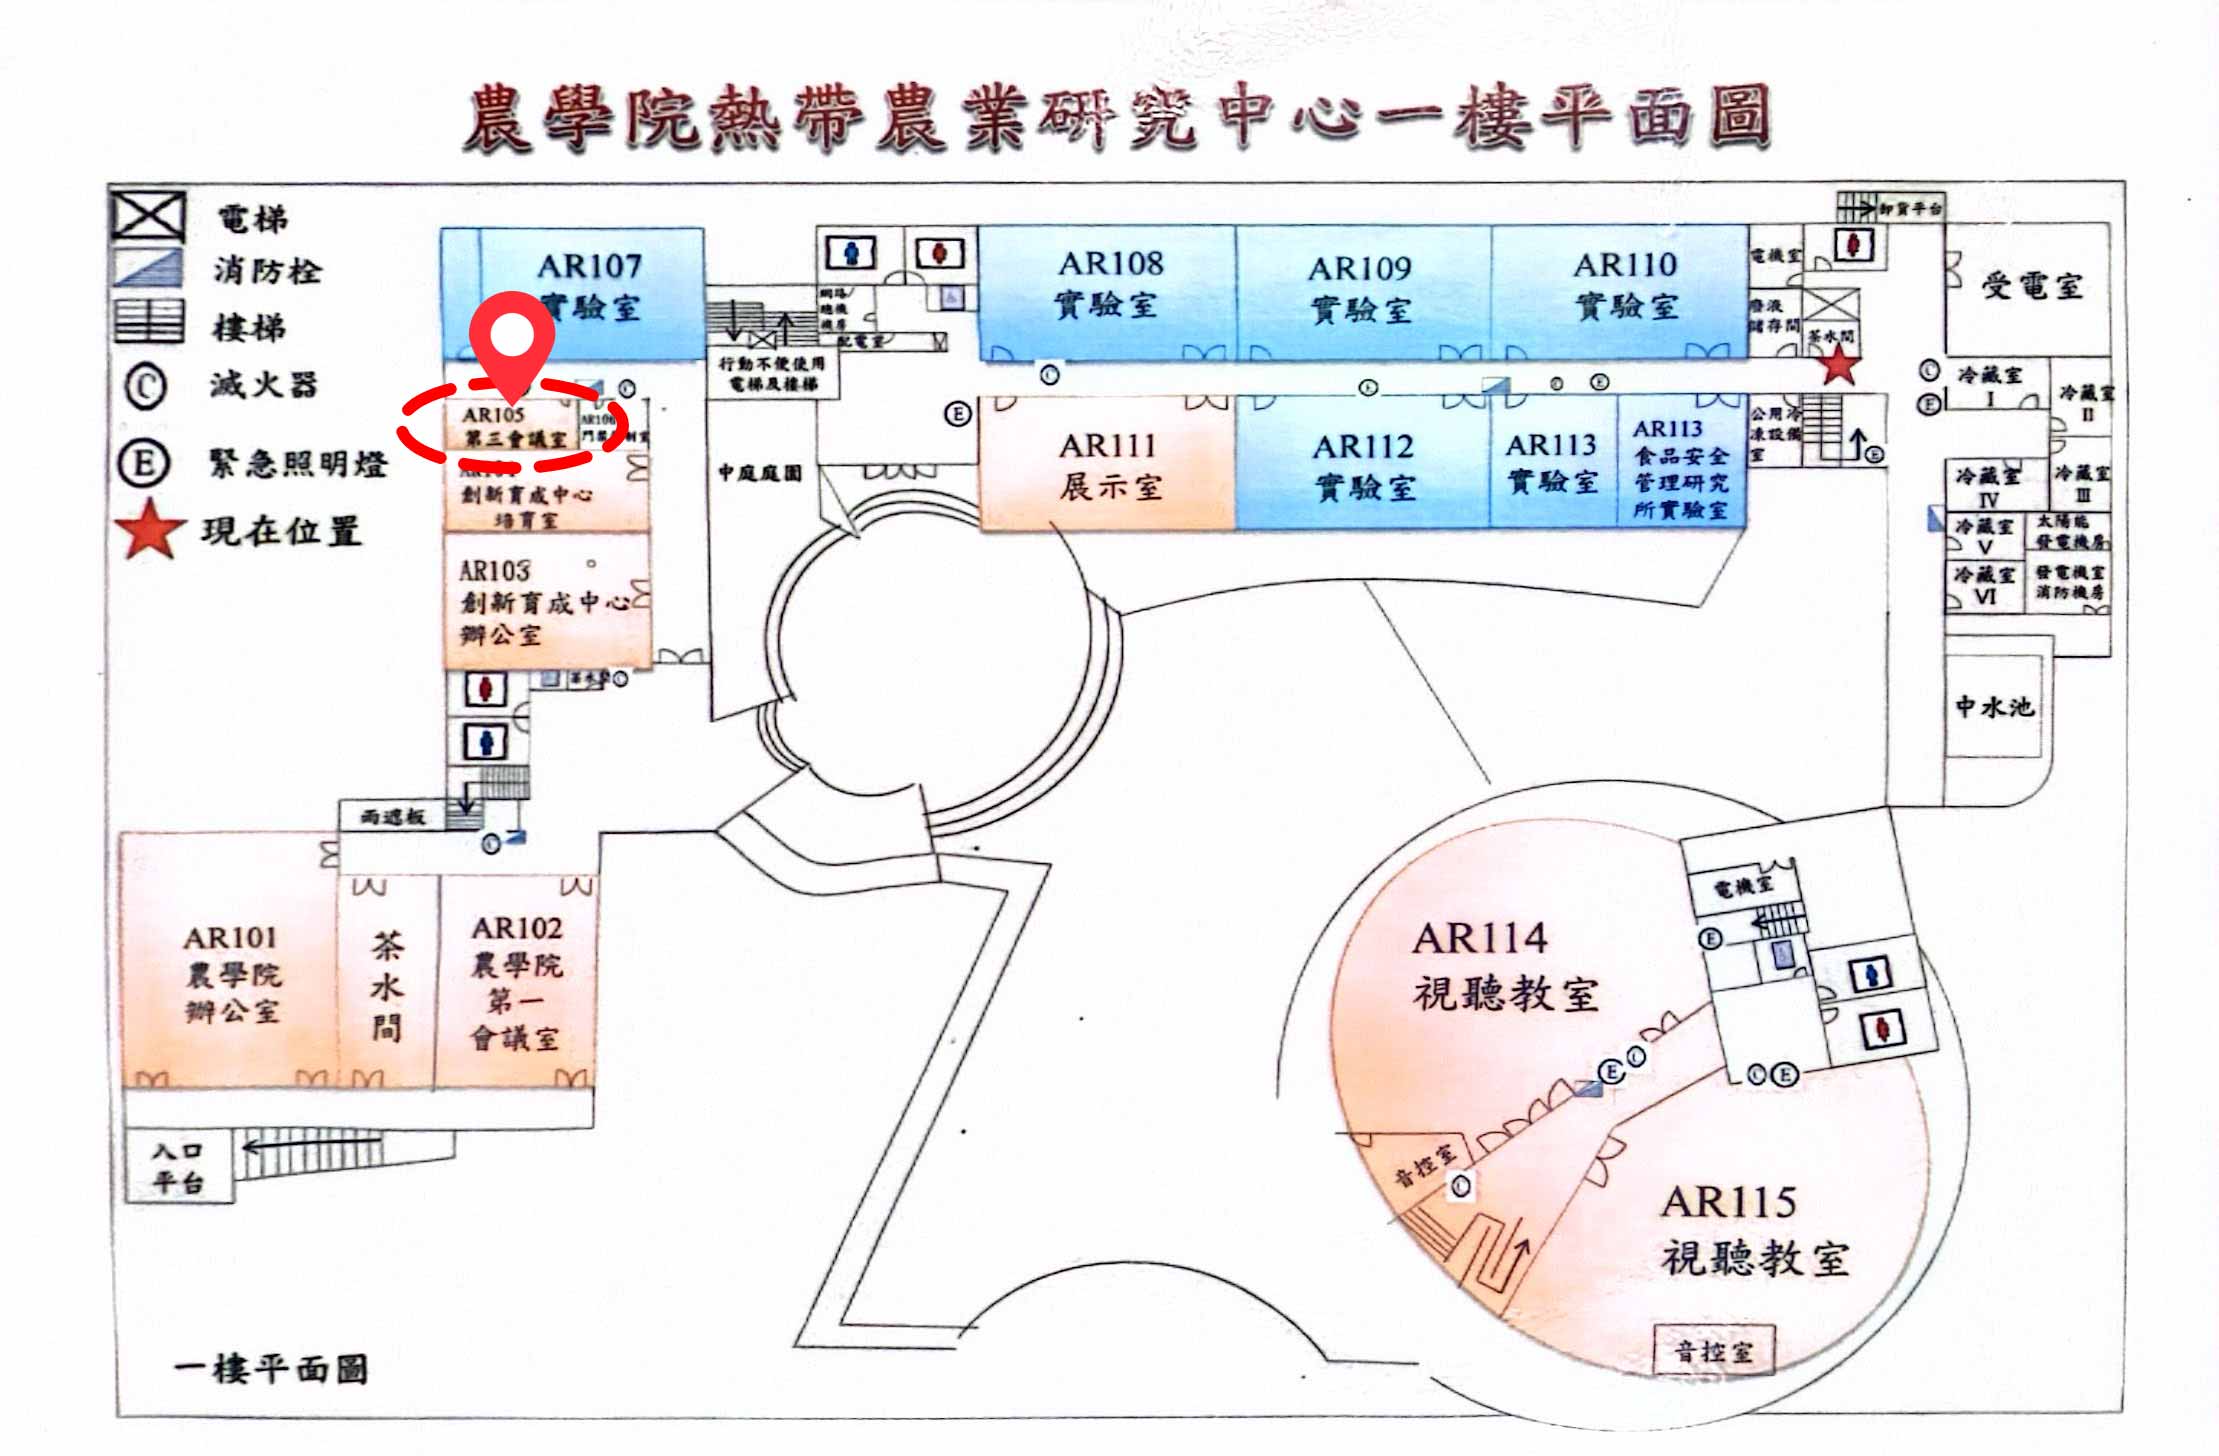 農學院熱帶農業研究中心一樓平面圖
電梯
消防栓
樓梯
C
滅火器
E
緊急照明燈
現在位置
AR107
實驗室
C
AR105
第三會議室
AR106
創新育成中心
培育室
AR103
創新育成中心
辦公室
C
雨遮板
C
AR101
農學院
辦公室
茶
水
間
AR102
農學院
第一
會議室
入口
平台
一樓平面圖
網路/
總機
機房
配電室
行動不便使用
電梯及樓梯
中庭庭園
E
AR108
實驗室
AR109
實驗室
AR110
實驗室
C
E
C
E
AR111
展示室
AR112
實驗室
AR113
實驗室
AR113
食品安全
管理研究
所實驗室
電機室
廢液
儲存間
茶水間
卸貨平台
受電室
公用冷
凍設備
室
E
C
E
冷藏室
I
冷藏室
II
冷藏室
IV
冷藏室
III
冷藏室
V
太陽能
發電機房
冷藏室
VI
發電機室
消防機房
中水池
電機室
E
AR114
視聽教室
E
C
C
E
音控室
C
AR115
視聽教室
音控室